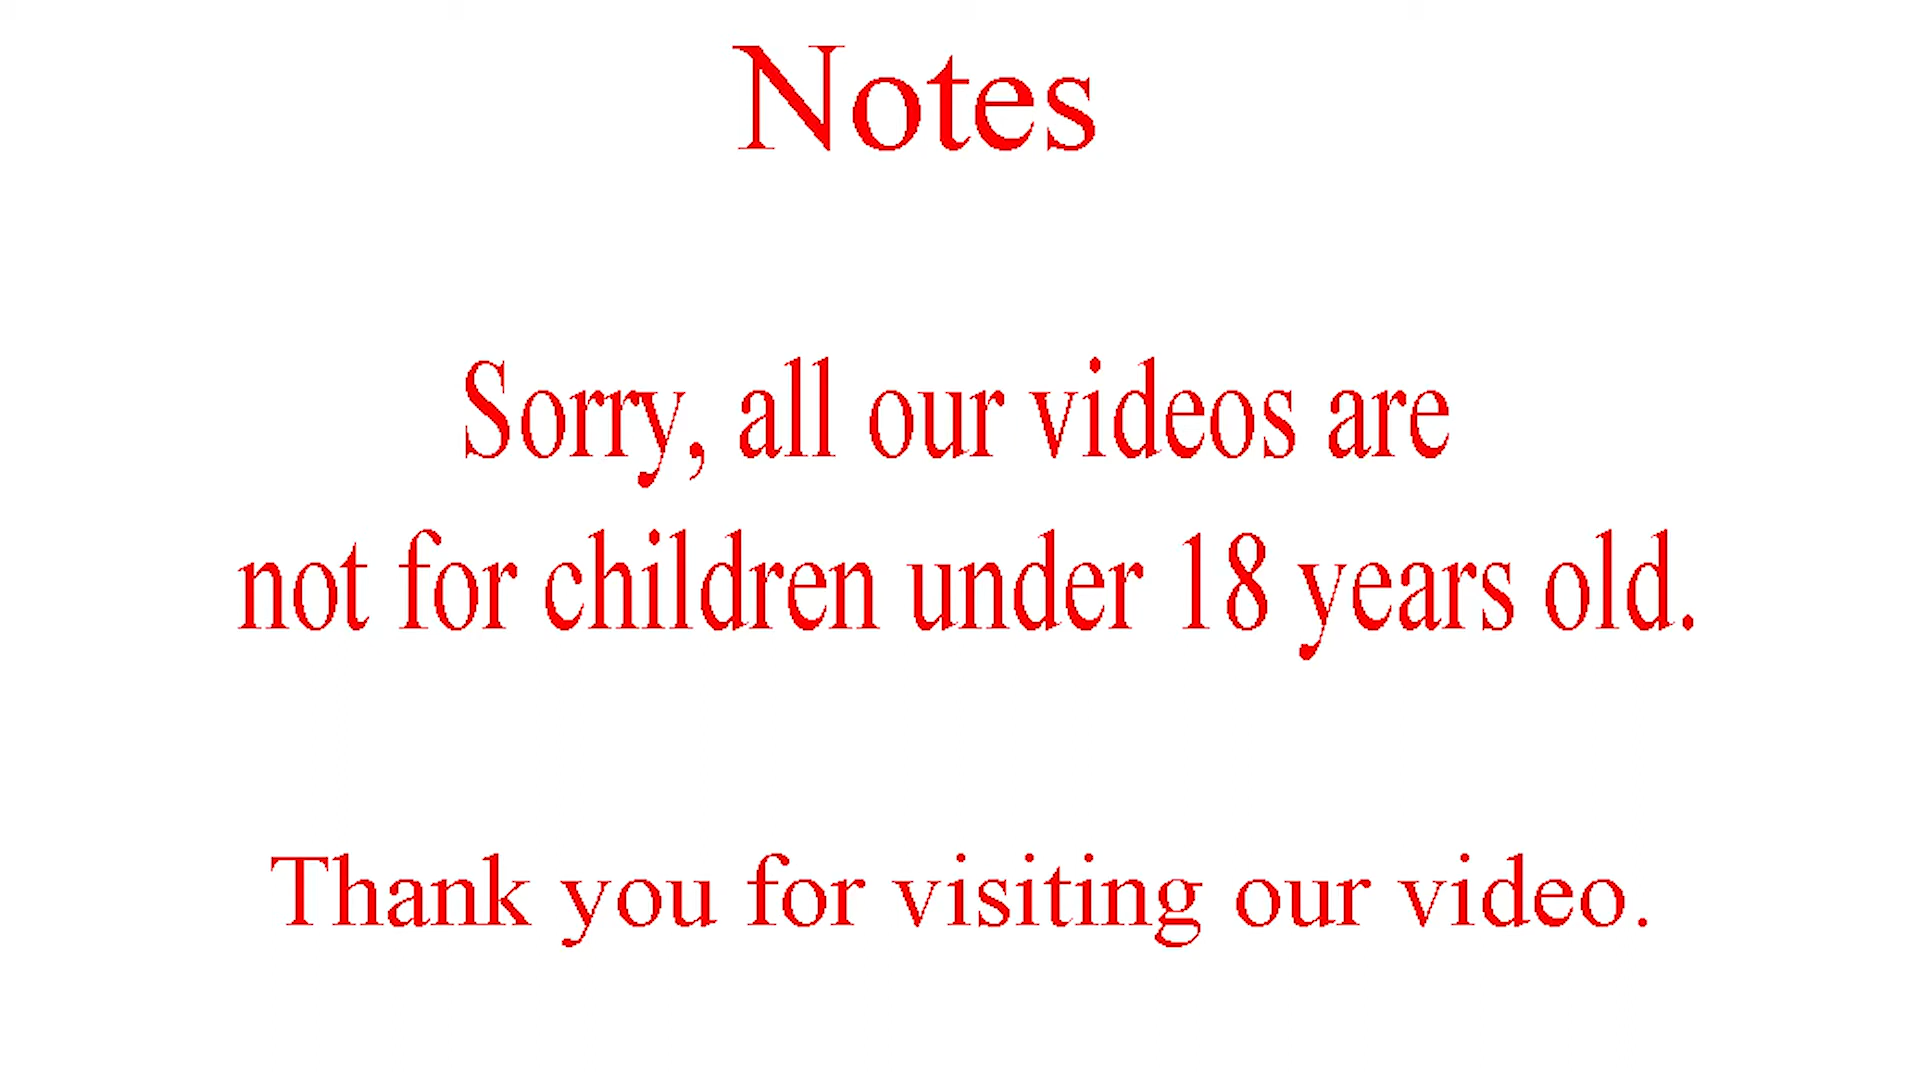 Notes
Sorry, all our videos are
not for children under 18 years old.
Thank you for visiting our video.